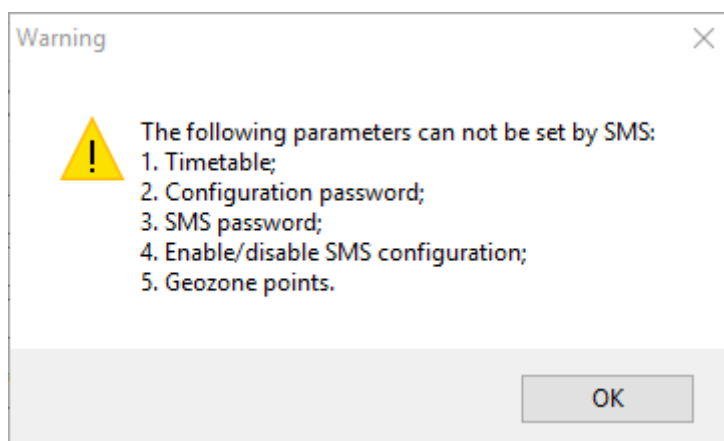 Warning
The following parameters can not be set by SMS:
1. Timetable;
2. Configuration password;
3. SMS password;
4. Enable/disable SMS configuration;
5. Geozone points.
OK